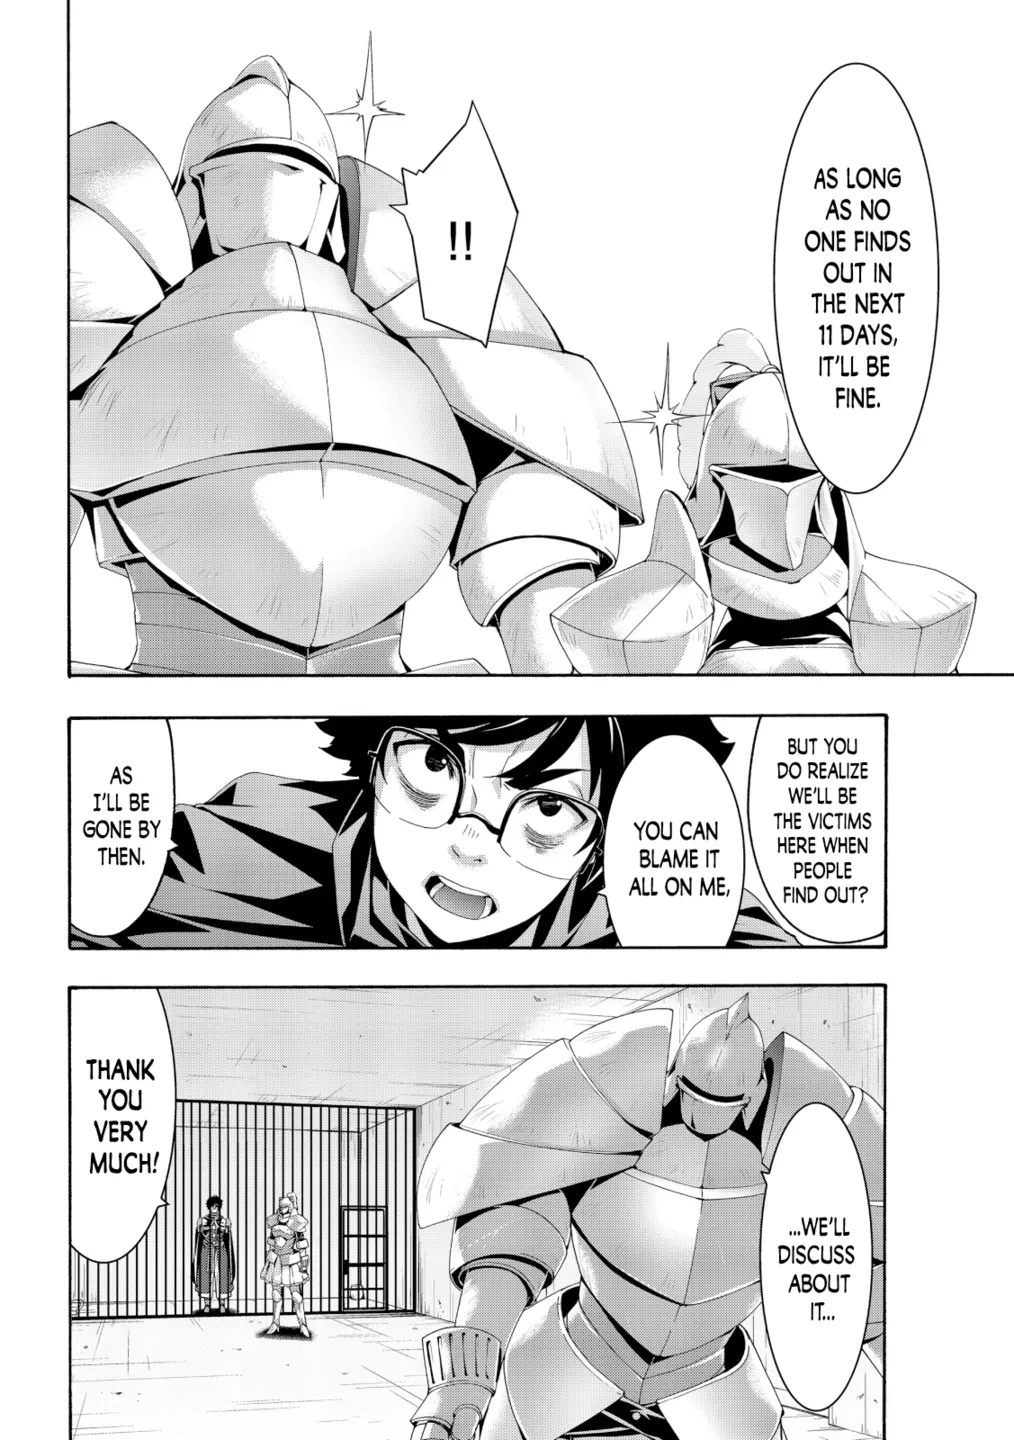 AS LONG
AS NO
ONE FINDS
OUT IN
THE NEXT
11 DAYS,
IT'LL BE
FINE.
!!
BUT YOU
DO REALIZE
WE'LL BE
THE VICTIMS
HERE WHEN
PEOPLE
FIND OUT?
YOU CAN
BLAME IT
ALL ON ME,
AS
I'LL BE
GONE BY
THEN.
...WE'LL
DISCUSS
ABOUT
IT...
THANK
YOU
VERY
MUCH!